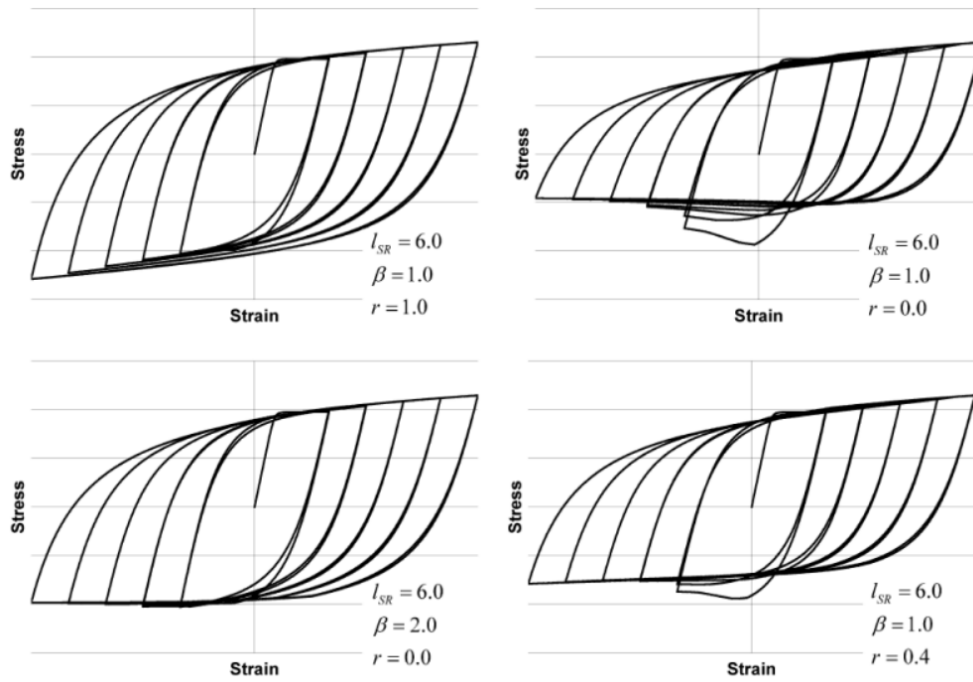 Stress
l_SR = 6.0
β = 1.0
r = 1.0
Strain
Stress
l_SR = 6.0
β = 1.0
r = 0.0
Strain
Stress
l_SR = 6.0
β = 2.0
r = 0.0
Strain
Stress
l_SR = 6.0
β = 1.0
r = 0.4
Strain